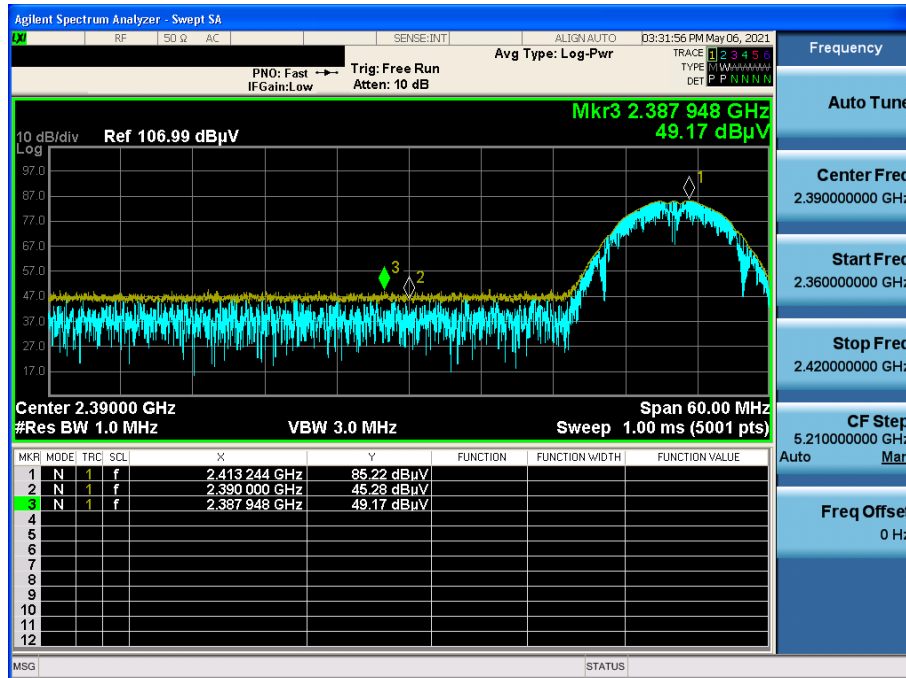 Agilent Spectrum Analyzer - Swept SA
LXI RF 50 Ω AC SENSE:INT ALIGN AUTO 03:31:56 PM May 06, 2021
Frequency
PNO: Fast
IFGain:Low
Trig: Free Run
Atten: 10 dB
Avg Type: Log-Pwr
TRACE 1 2 3 4 5 6
TYPE M W
DET P P N N N N
Auto Tune
Mkr3 2.387 948 GHz
49.17 dBµV
10 dB/div Ref 106.99 dBµV
Log
97.0
87.0
77.0
67.0
57.0
47.0
37.0
27.0
17.0
1
2
3
Center Freq
2.390000000 GHz
Start Freq
2.360000000 GHz
Stop Freq
2.420000000 GHz
Center 2.39000 GHz Span 60.00 MHz
#Res BW 1.0 MHz VBW 3.0 MHz Sweep 1.00 ms (5001 pts)
CF Step
5.210000000 GHz
Auto Man
MKR MODE TRC SCL X Y FUNCTION FUNCTION WIDTH FUNCTION VALUE
1 N 1 f 2.413 244 GHz 85.22 dBµV
2 N 1 f 2.390 000 GHz 45.28 dBµV
3 N 1 f 2.387 948 GHz 49.17 dBµV
4
5
6
7
8
9
10
11
12
Freq Offset
0 Hz
MSG STATUS